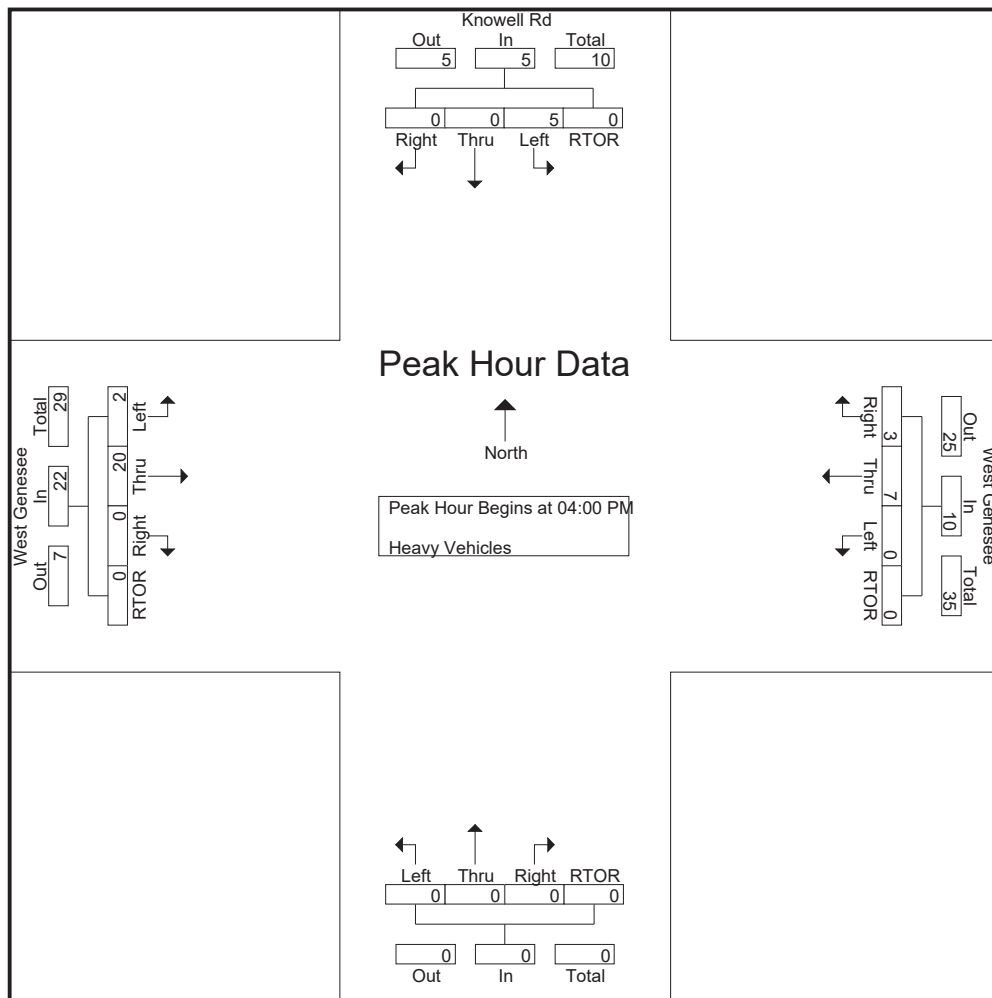 Knowell Rd
Out In Total
5 5 10
0 0 5 0
Right Thru Left RTOR
Peak Hour Data
North
Peak Hour Begins at 04:00 PM
Heavy Vehicles
West Genesee
Total In Out
29 22 7
2 20 0 0
Left Thru Right RTOR
West Genesee
Out In Total
25 10 35
3 7 0 0
Right Thru Left RTOR
Left Thru Right RTOR
0 0 0 0
0 0 0
Out In Total